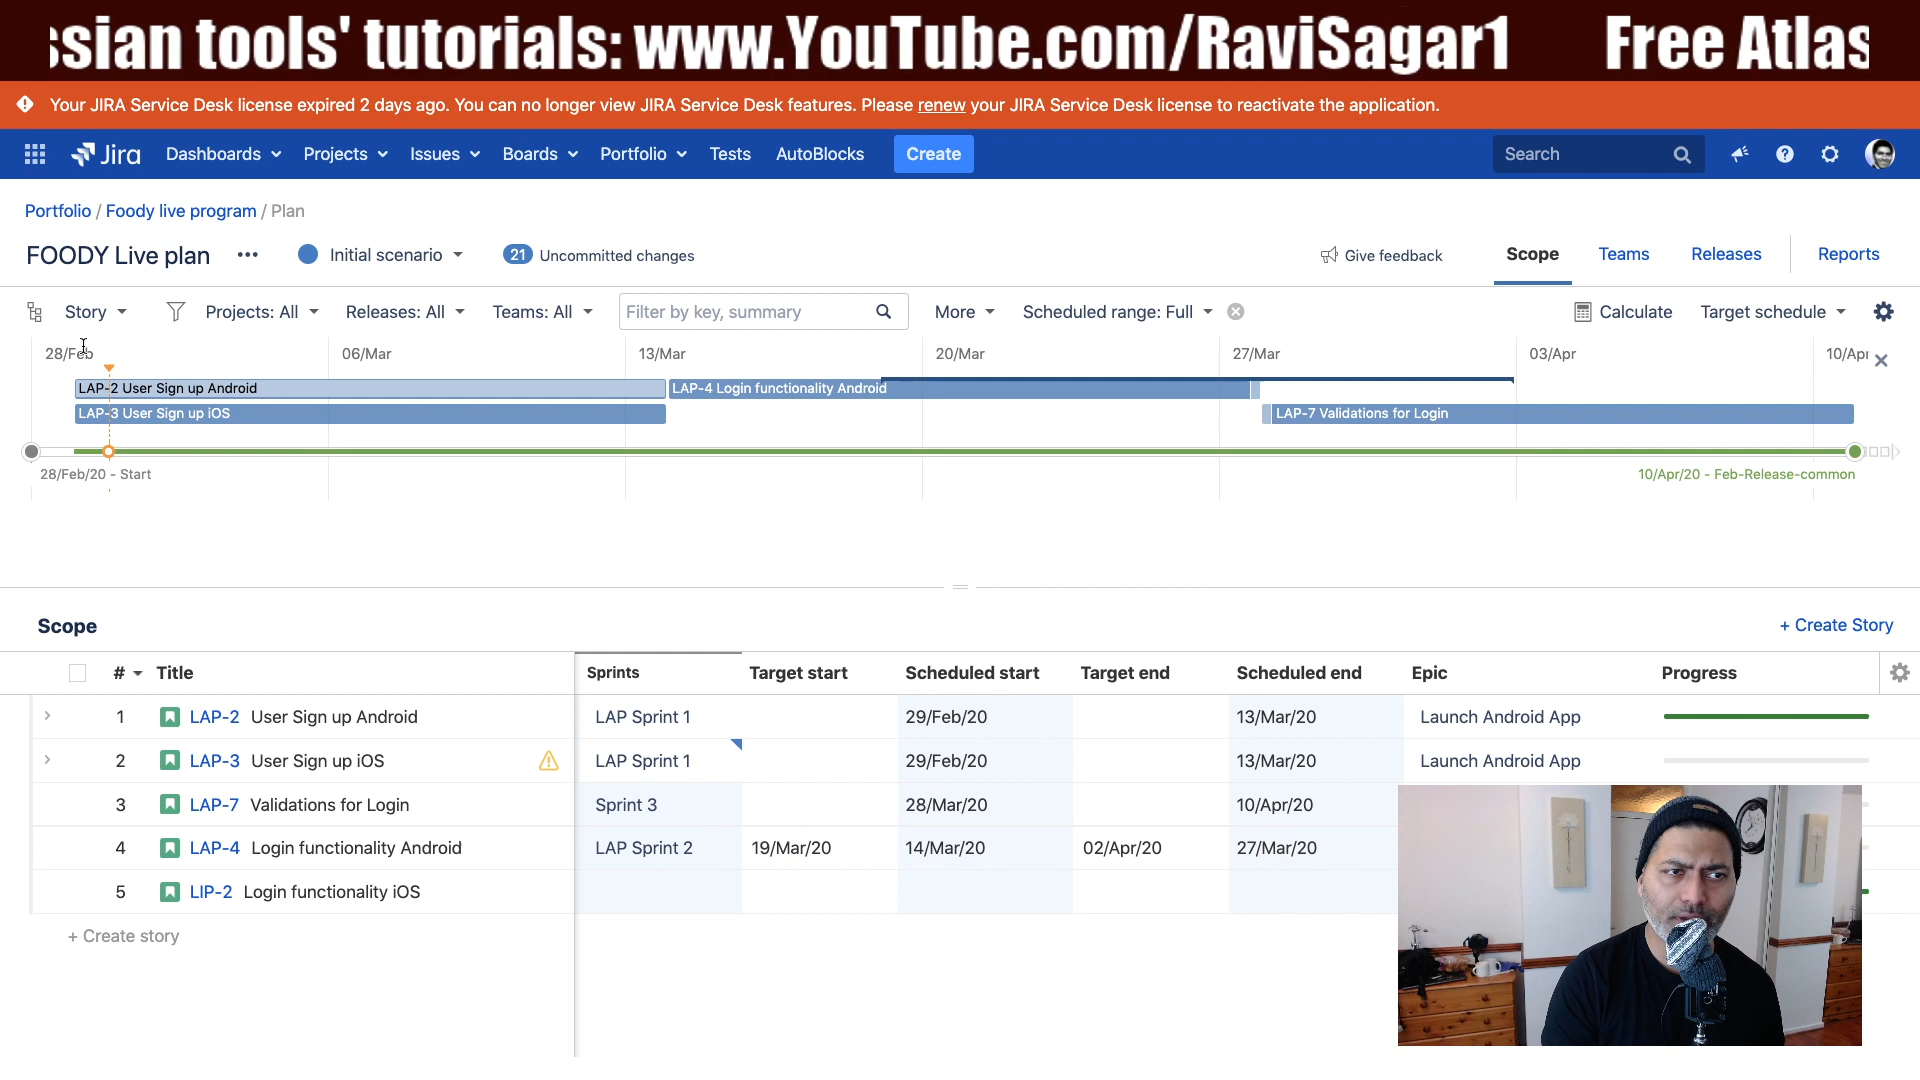 ssian tools' tutorials: www.YouTube.com/RaviSagar1 Free Atlas
Your JIRA Service Desk license expired 2 days ago. You can no longer view JIRA Service Desk features. Please renew your JIRA Service Desk license to reactivate the application.
Jira Dashboards Projects Issues Boards Portfolio Tests AutoBlocks Create Search
Portfolio / Foody live program / Plan
FOODY Live plan ••• Initial scenario 21 Uncommitted changes Give feedback Scope Teams Releases Reports
Story Projects: All Releases: All Teams: All Filter by key, summary More Scheduled range: Full Calculate Target schedule
28/Feb 06/Mar 13/Mar 20/Mar 27/Mar 03/Apr 10/Apr
LAP-2 User Sign up Android LAP-4 Login functionality Android
LAP-3 User Sign up iOS LAP-7 Validations for Login
28/Feb/20 - Start 10/Apr/20 - Feb-Release-common
Scope + Create Story
# Title Sprints Target start Scheduled start Target end Scheduled end Epic Progress
1 LAP-2 User Sign up Android LAP Sprint 1 29/Feb/20 13/Mar/20 Launch Android App
2 LAP-3 User Sign up iOS LAP Sprint 1 29/Feb/20 13/Mar/20 Launch Android App
3 LAP-7 Validations for Login Sprint 3 28/Mar/20 10/Apr/20
4 LAP-4 Login functionality Android LAP Sprint 2 19/Mar/20 14/Mar/20 02/Apr/20 27/Mar/20
5 LIP-2 Login functionality iOS
+ Create story